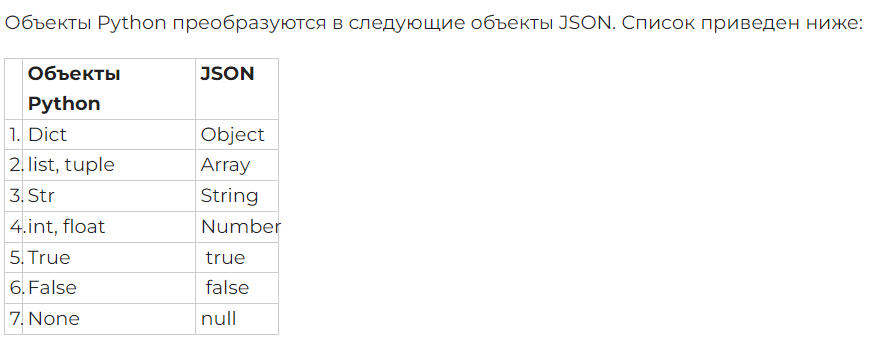 Объекты Python преобразуются в следующие объекты JSON. Список приведен ниже:
Объекты Python JSON
1. Dict Object
2. list, tuple Array
3. Str String
4. int, float Number
5. True true
6. False false
7. None null